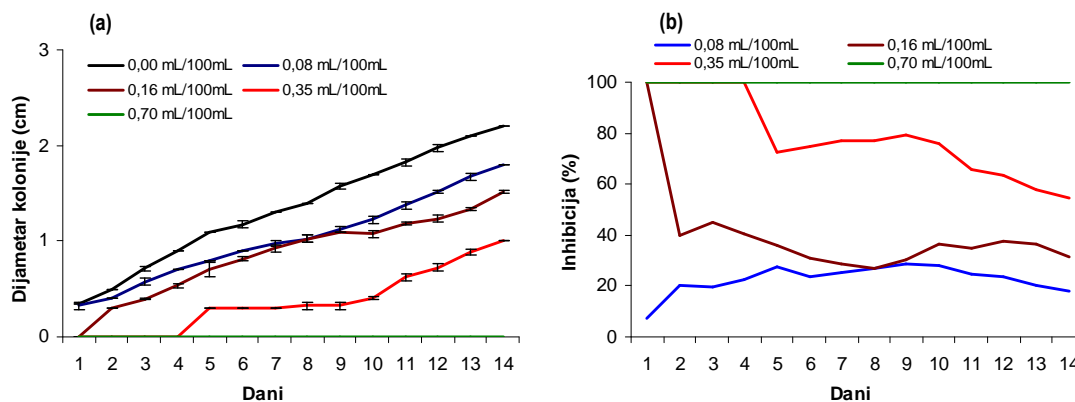 (a)
0,00 mL/100mL 0,08 mL/100mL
0,16 mL/100mL 0,35 mL/100mL
0,70 mL/100mL
Dijametar kolonije (cm)
3
2
1
0
1 2 3 4 5 6 7 8 9 10 11 12 13 14
Dani
(b)
0,08 mL/100mL 0,16 mL/100mL
0,35 mL/100mL 0,70 mL/100mL
Inhibicija (%)
100
80
60
40
20
0
1 2 3 4 5 6 7 8 9 10 11 12 13 14
Dani